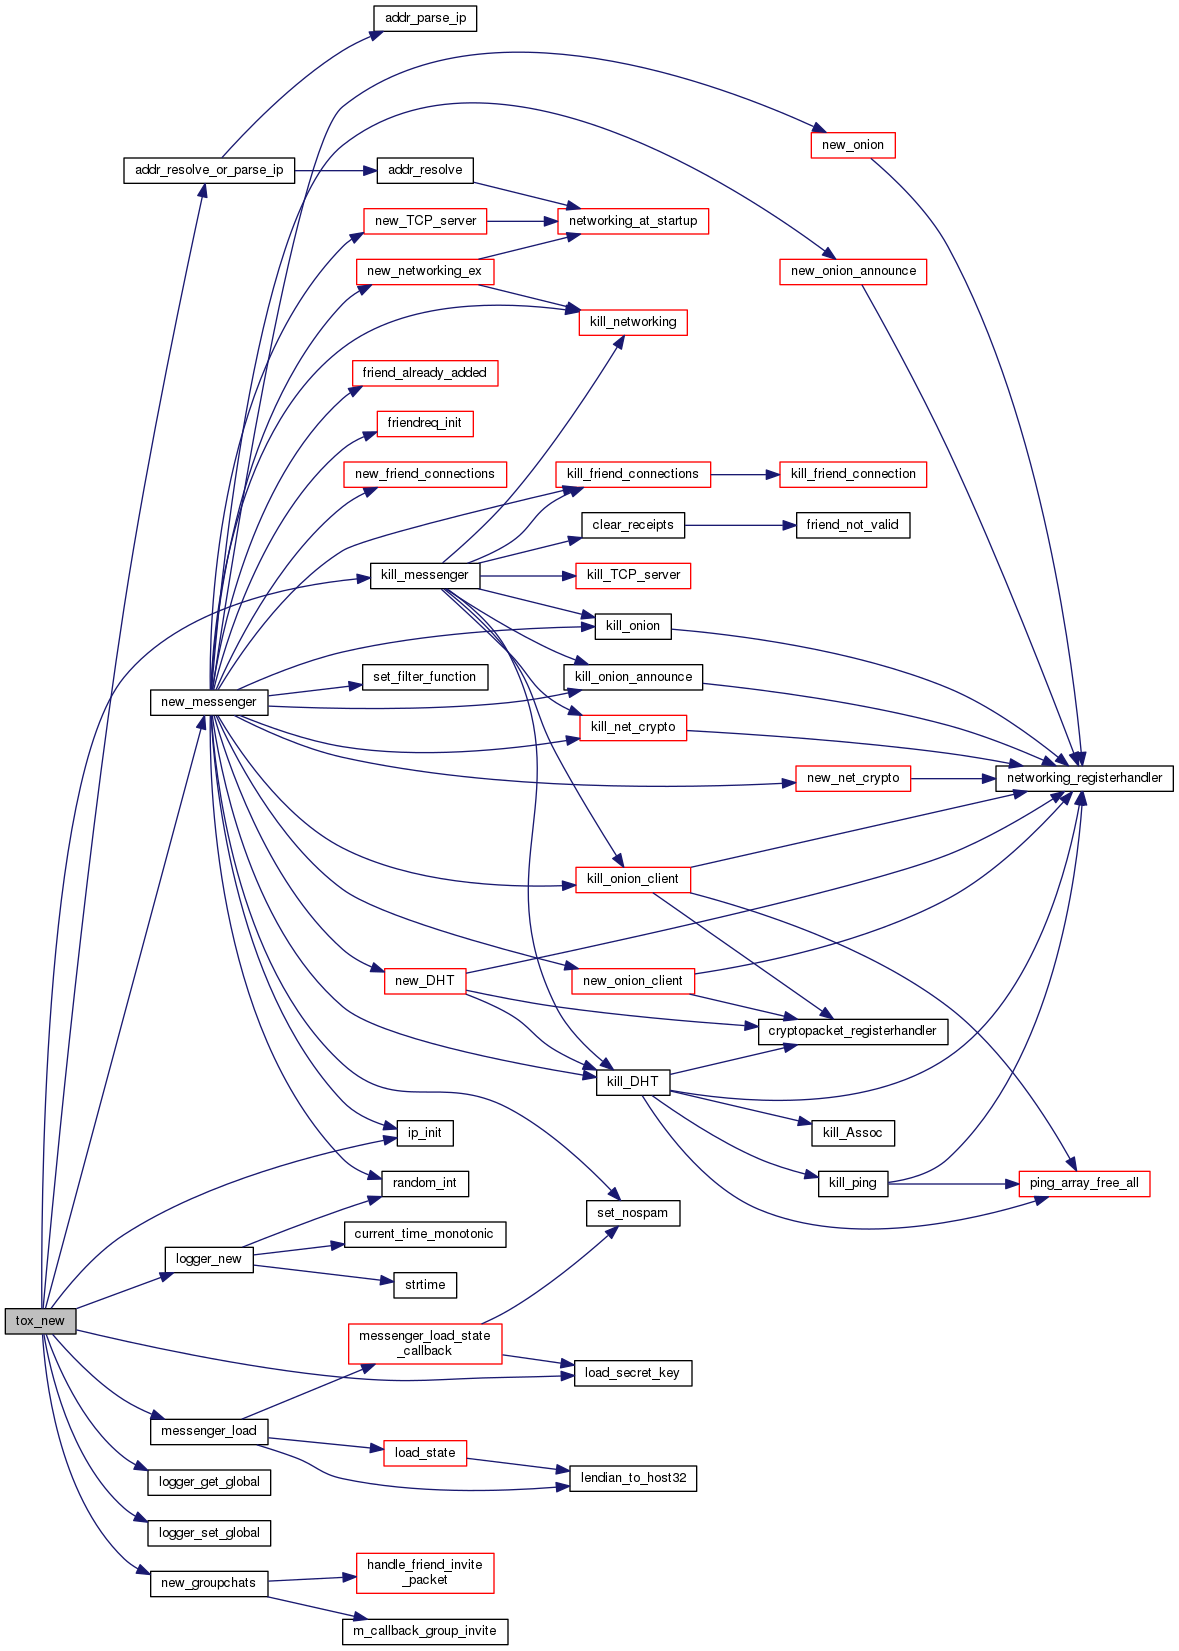 addr_parse_ip
new_onion
addr_resolve_or_parse_ip
addr_resolve
new_TCP_server
networking_at_startup
new_networking_ex
new_onion_announce
kill_networking
friend_already_added
friendreq_init
new_friend_connections
kill_friend_connections
kill_friend_connection
clear_receipts
friend_not_valid
kill_messenger
kill_TCP_server
kill_onion
set_filter_function
kill_onion_announce
new_messenger
kill_net_crypto
new_net_crypto
networking_registerhandler
kill_onion_client
new_DHT
new_onion_client
cryptopacket_registerhandler
kill_DHT
ip_init
kill_Assoc
random_int
kill_ping
ping_array_free_all
set_nospam
current_time_monotonic
logger_new
strtime
tox_new
messenger_load_state
_callback
load_secret_key
messenger_load
load_state
lendian_to_host32
logger_get_global
logger_set_global
handle_friend_invite
_packet
new_groupchats
m_callback_group_invite